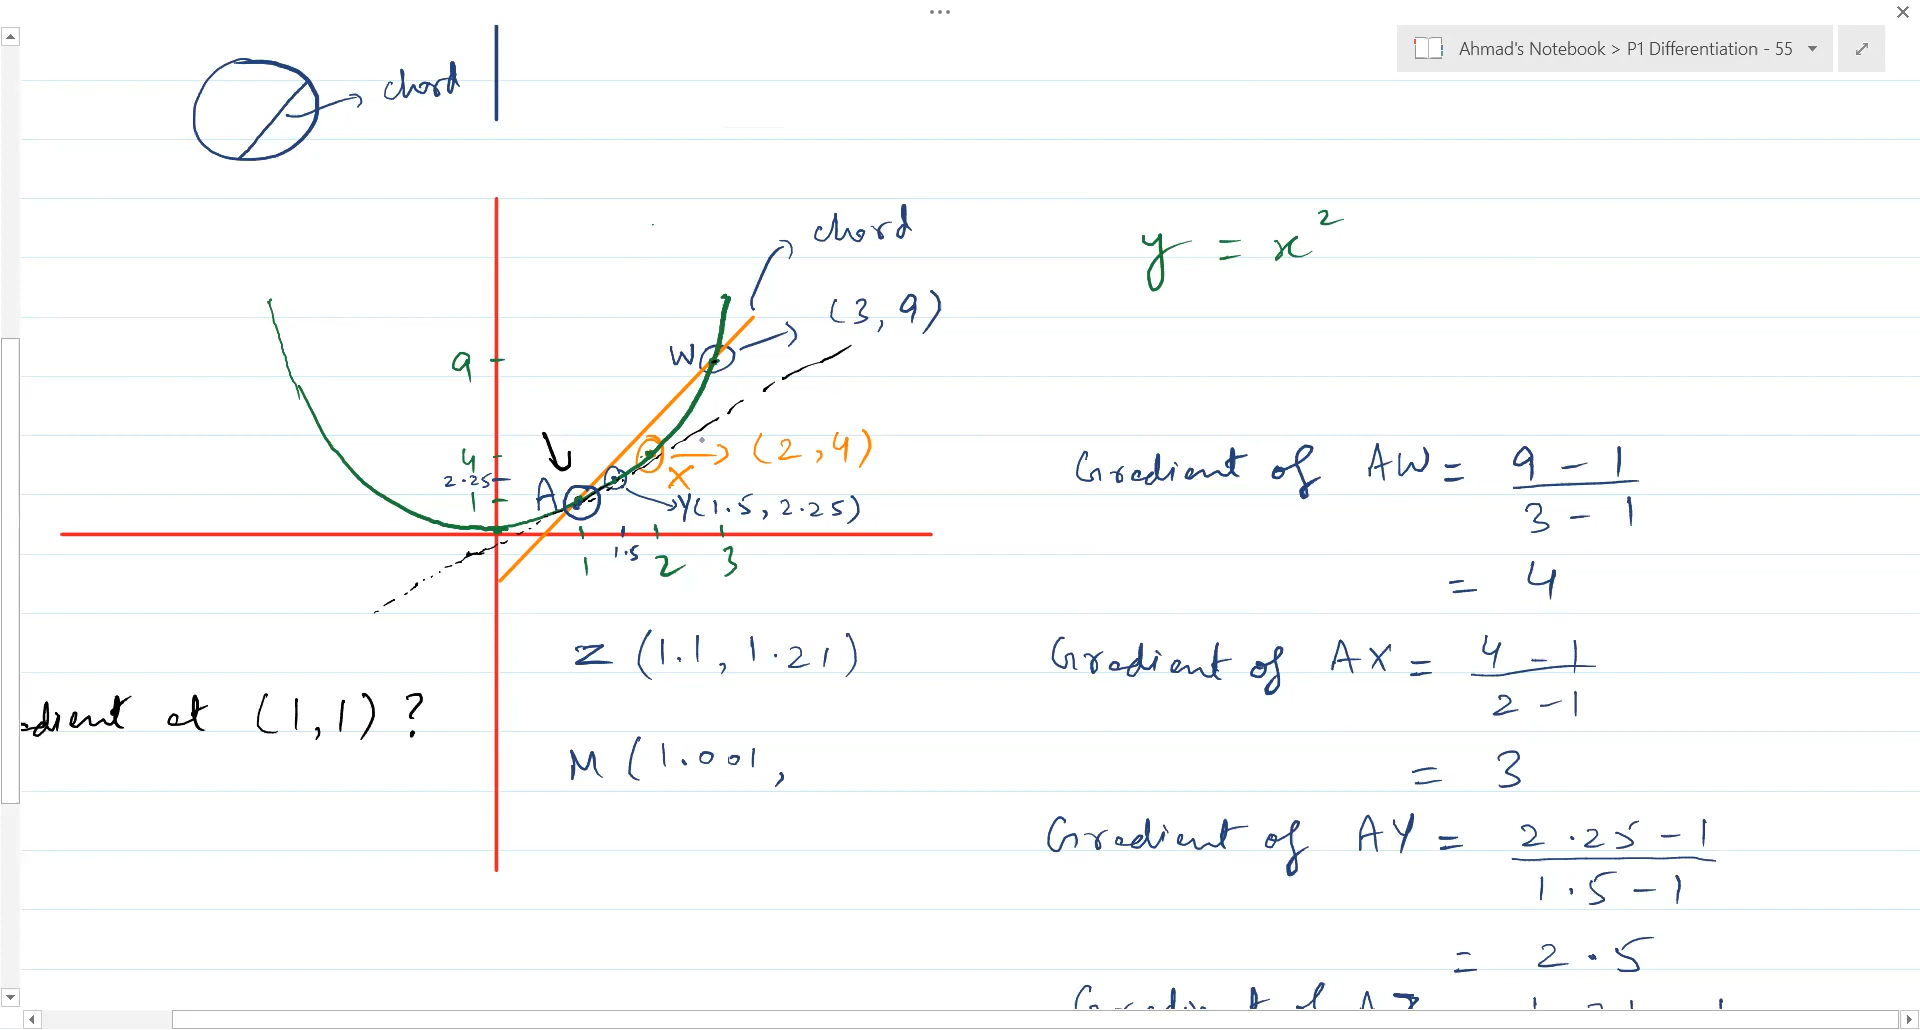 Ahmad's Notebook > P1 Differentiation - 55
chord
chord
y = x²
(3, 9)
W
9
4
2.25
1
A
X
(2, 4)
Y(1.5, 2.25)
1
1.5
2
3
Gradient of AW = 9 - 1 / 3 - 1
= 4
Z (1.1, 1.21)
Gradient of AX = 4 - 1 / 2 - 1
= 3
adient at (1,1) ?
M (1.001,
Gradient of AY = 2.25 - 1 / 1.5 - 1
= 2.5